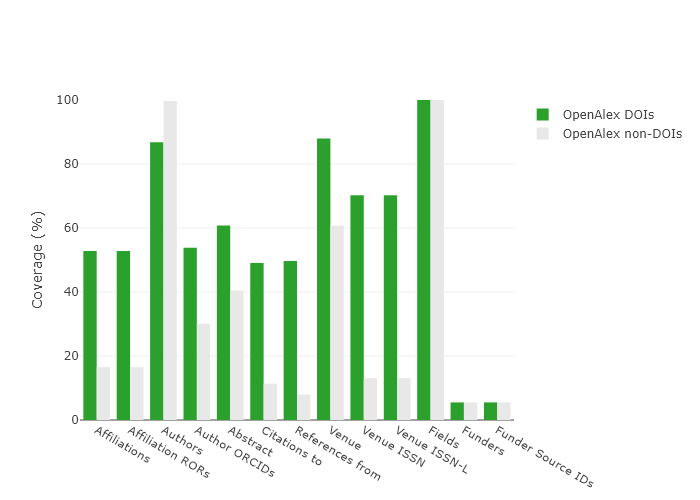 100
80
60
40
20
0
Coverage (%)
OpenAlex DOIs
OpenAlex non-DOIs
Affiliations
Affiliation RORs
Authors
Author ORCIDs
Abstract
Citations to
References from
Venue
Venue ISSN
Venue ISSN-L
Fields
Funders
Funder Source IDs